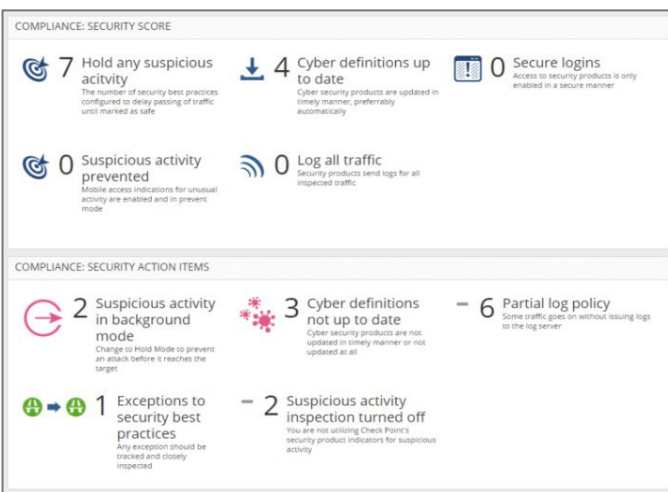 COMPLIANCE: SECURITY SCORE
7 Hold any suspicious
acitvity
The number of security best practices
configured to delay passing of traffic
until marked as safe
4 Cyber definitions up
to date
Cyber security products are updated in
timely manner, preferrably
automatically
0 Secure logins
Access to security products is only
enabled in a secure manner
0 Suspicious activity
prevented
Mobile access indications for unusual
activity are enabled and in prevent
mode
0 Log all traffic
Security products send logs for all
inspected traffic
COMPLIANCE: SECURITY ACTION ITEMS
2 Suspicious activity
in background
mode
Change to Hold Mode to prevent
an attack before it reaches the
target
3 Cyber definitions
not up to date
Cyber security products are not
updated in timely manner or not
updated at all
6 Partial log policy
Some traffic goes on without issuing logs
to the log server
1 Exceptions to
security best
practices
Any exception should be
tracked and closely
inspected
2 Suspicious activity
inspection turned off
You are not utilizing Check Point's
security product indicators for suspicious
activity